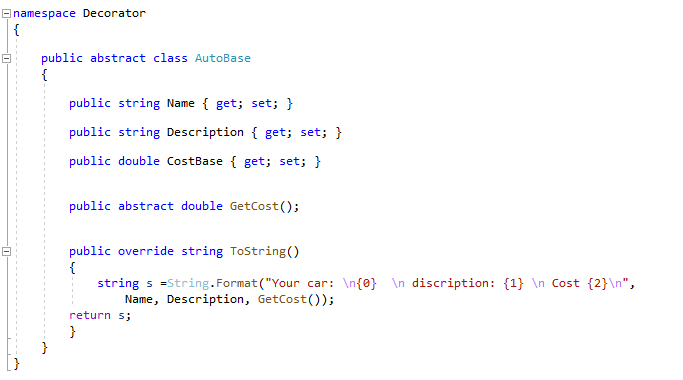 namespace Decorator
{
public abstract class AutoBase
{
public string Name { get; set; }
public string Description { get; set; }
public double CostBase { get; set; }
public abstract double GetCost();
public override string ToString()
{
string s =String.Format("Your car: \n{0}  \n discription: {1} \n Cost {2}\n",
Name, Description, GetCost());
return s;
}
}
}